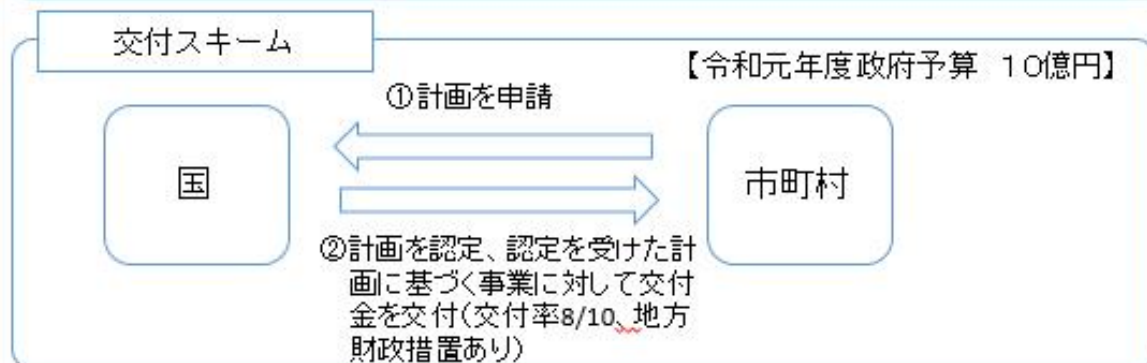 交付スキーム
【令和元年度政府予算　10億円】
①計画を申請
国
市町村
②計画を認定、認定を受けた計
画に基づく事業に対して交付
金を交付(交付率8/10、地方
財政措置あり)